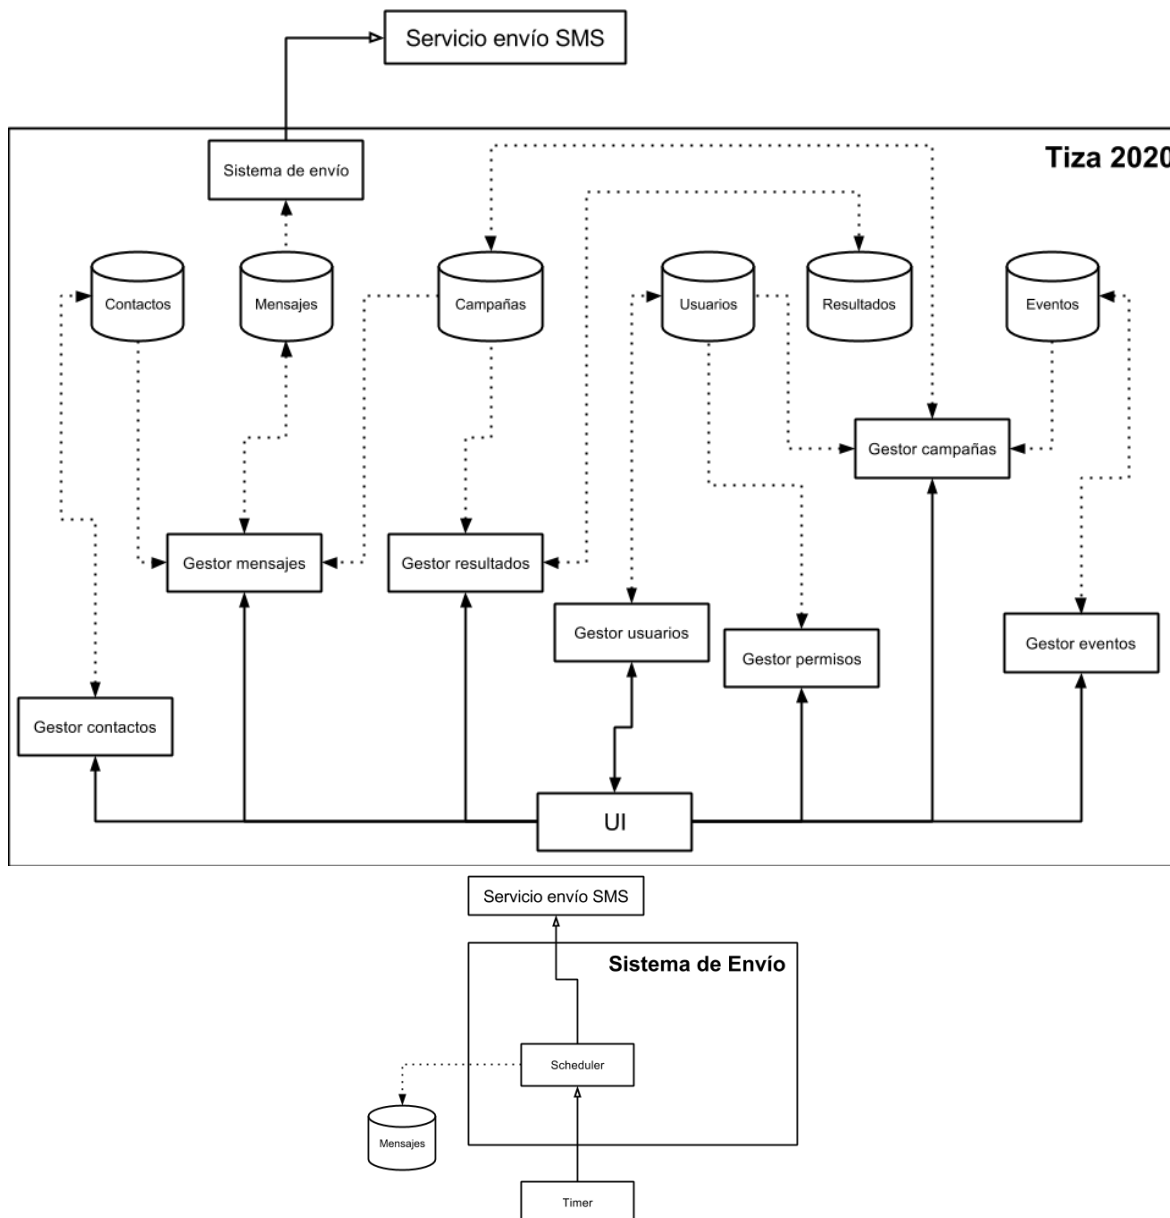 Servicio envío SMS
Tiza 2020
Sistema de envío
Contactos
Mensajes
Campañas
Usuarios
Resultados
Eventos
Gestor campañas
Gestor mensajes
Gestor resultados
Gestor usuarios
Gestor permisos
Gestor eventos
Gestor contactos
UI
Servicio envío SMS
Sistema de Envío
Scheduler
Mensajes
Timer